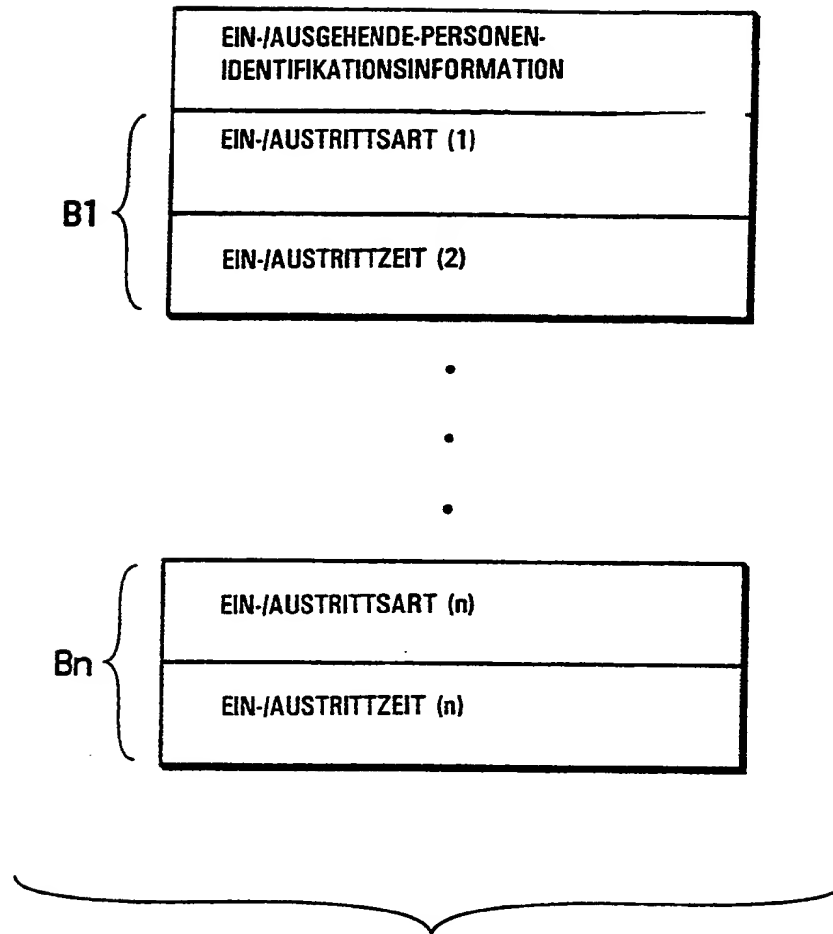 EIN-/AUSGEHENDE-PERSONEN-
IDENTIFIKATIONSINFORMATION
EIN-/AUSTRITTSART (1)
B1
EIN-/AUSTRITTZEIT (2)
EIN-/AUSTRITTSART (n)
Bn
EIN-/AUSTRITTZEIT (n)